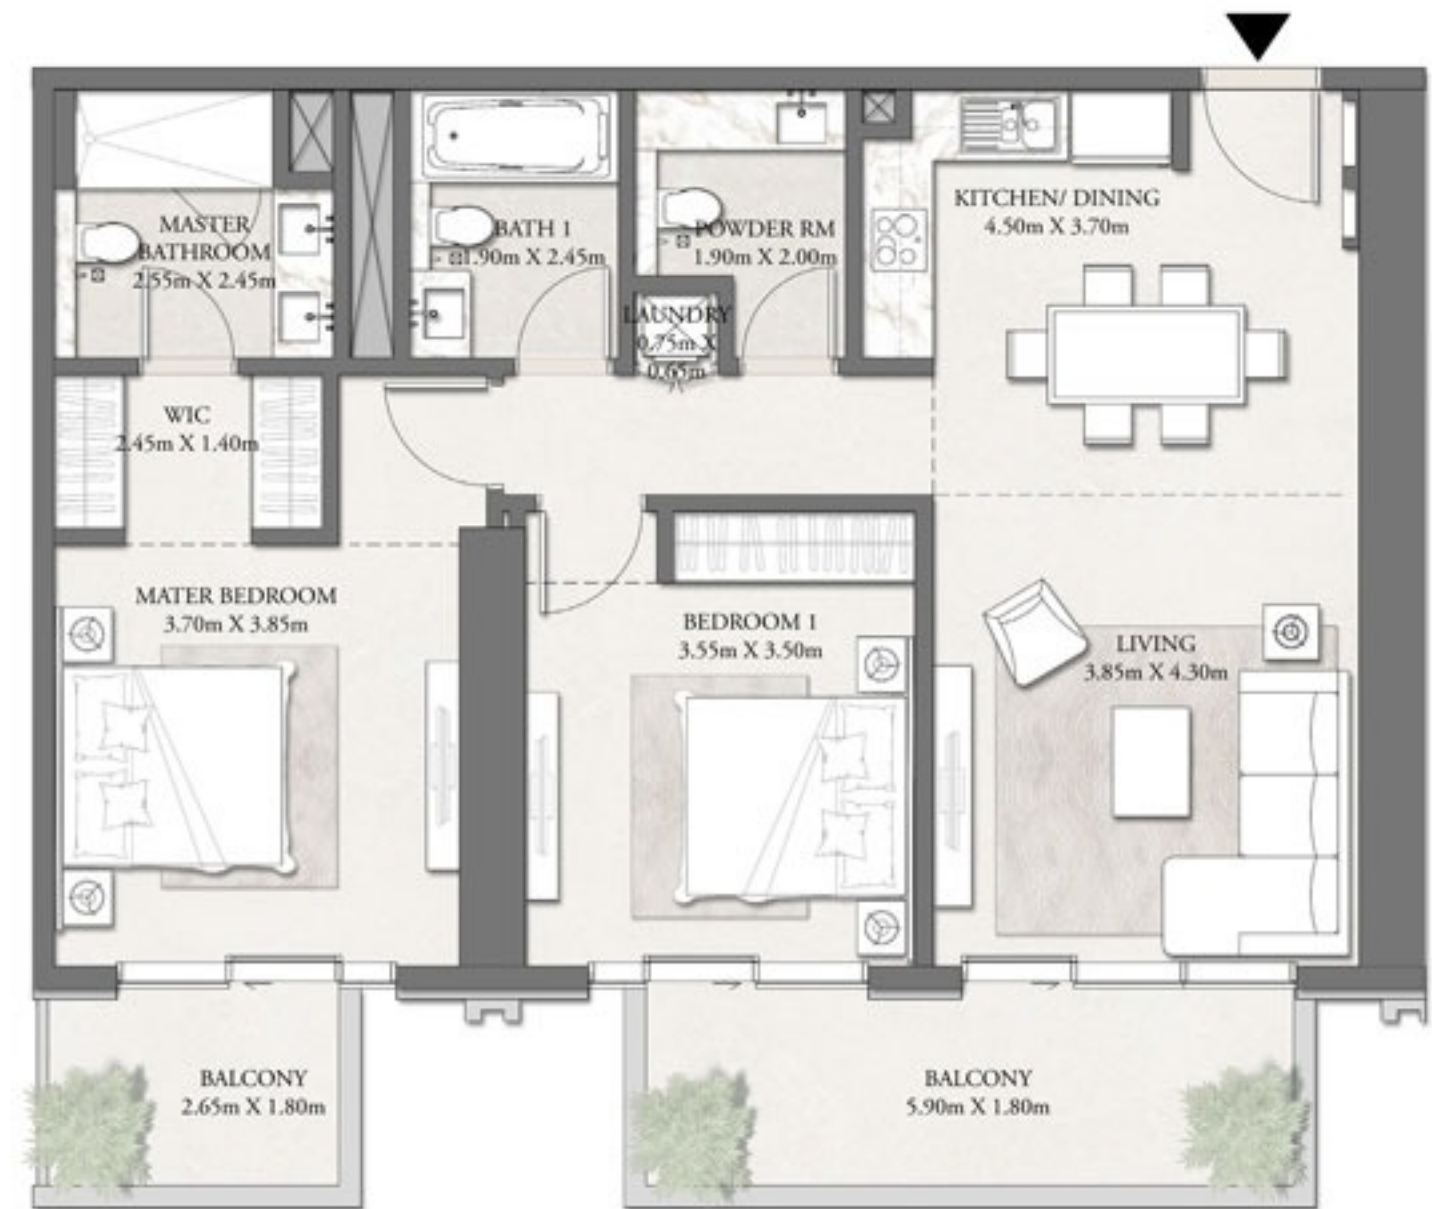 KITCHEN/ DINING
4.50m X 3.70m
MASTER
BATHROOM
2.55m X 2.45m
BATH 1
1.90m X 2.45m
POWDER RM
1.90m X 2.00m
LAUNDRY
0.75m X
0.65m
WIC
2.45m X 1.40m
MATER BEDROOM
3.70m X 3.85m
BEDROOM 1
3.55m X 3.50m
LIVING
3.85m X 4.30m
BALCONY
2.65m X 1.80m
BALCONY
5.90m X 1.80m